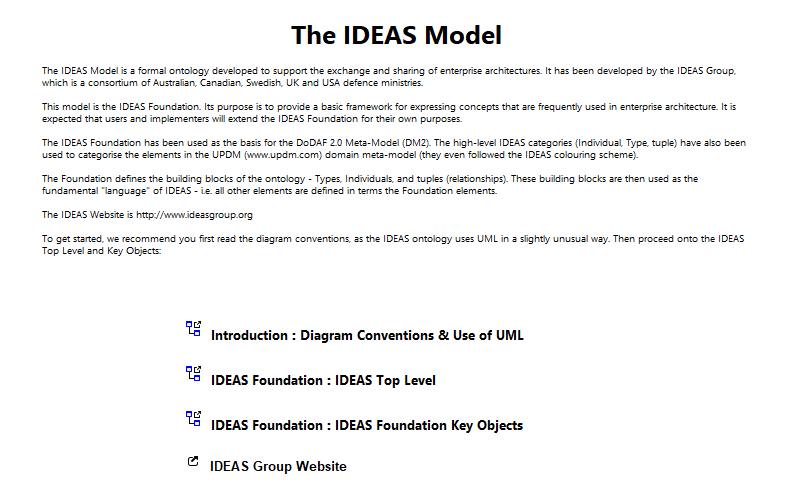 The IDEAS Model
The IDEAS Model is a formal ontology developed to support the exchange and sharing of enterprise architectures. It has been developed by the IDEAS Group,
which is a consortium of Australian, Canadian, Swedish, UK and USA defence ministries.
This model is the IDEAS Foundation. Its purpose is to provide a basic framework for expressing concepts that are frequently used in enterprise architecture. It is
expected that users and implementers will extend the IDEAS Foundation for their own purposes.
The IDEAS Foundation has been used as the basis for the DoDAF 2.0 Meta-Model (DM2). The high-level IDEAS categories (Individual, Type, tuple) have also been
used to categorise the elements in the UPDM (www.updm.com) domain meta-model (they even followed the IDEAS colouring scheme).
The Foundation defines the building blocks of the ontology - Types, Individuals, and tuples (relationships). These building blocks are then used as the
fundamental "language" of IDEAS - i.e. all other elements are defined in terms the Foundation elements.
The IDEAS Website is http://www.ideasgroup.org
To get started, we recommend you first read the diagram conventions, as the IDEAS ontology uses UML in a slightly unusual way. Then proceed onto the IDEAS
Top Level and Key Objects:
Introduction : Diagram Conventions & Use of UML
IDEAS Foundation : IDEAS Top Level
IDEAS Foundation : IDEAS Foundation Key Objects
IDEAS Group Website